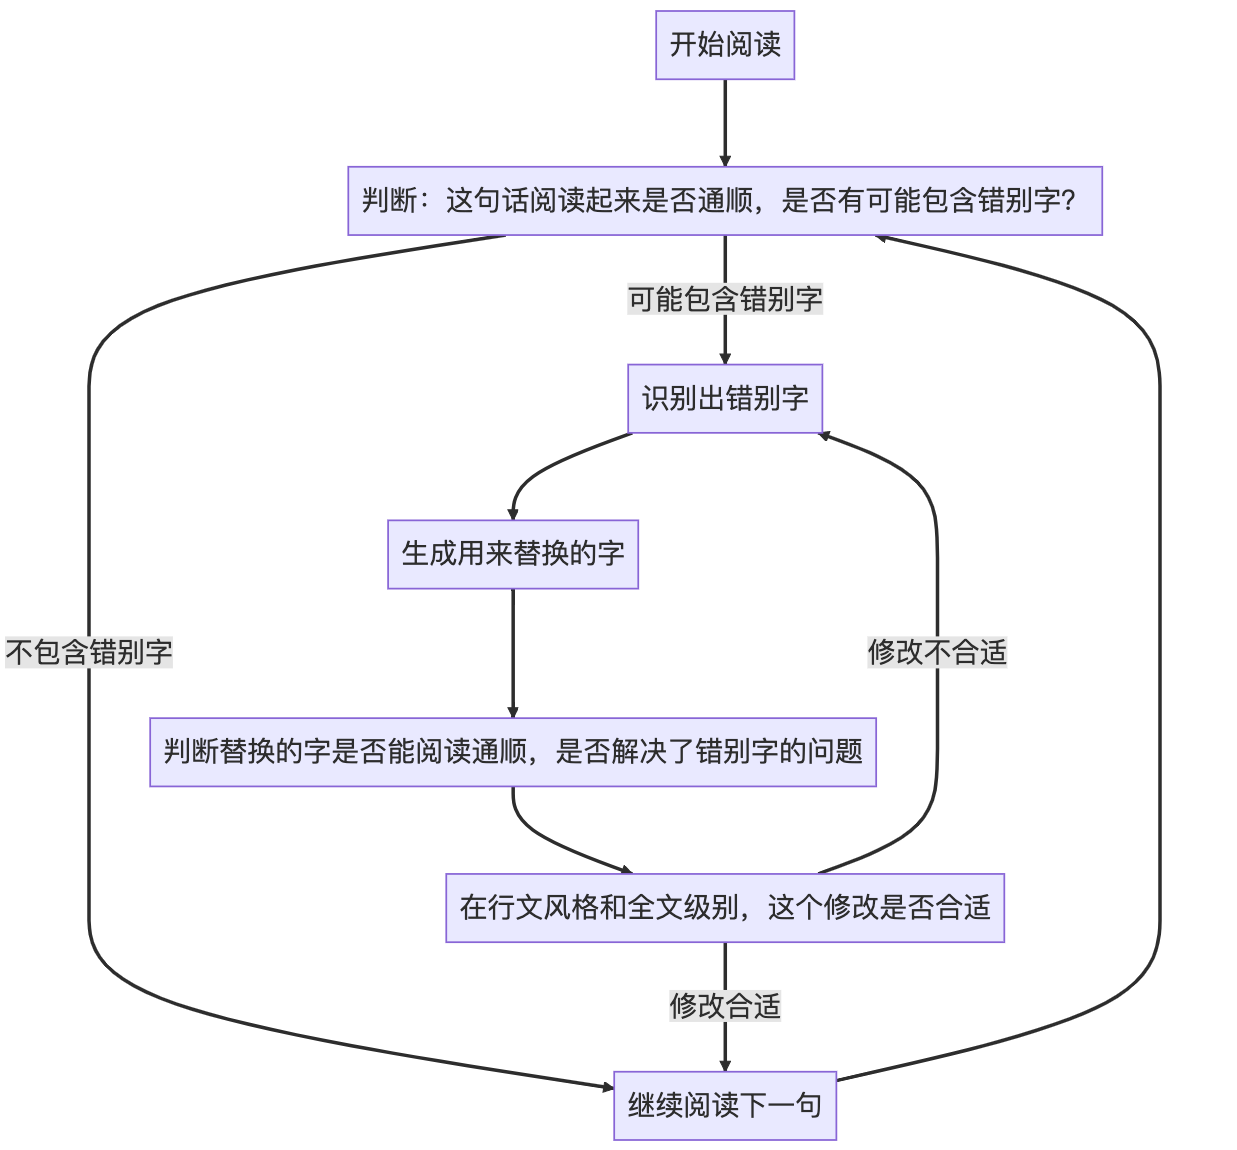 开始阅读
判断：这句话阅读起来是否通顺，是否有可能包含错别字？
可能包含错别字
识别出错别字
生成用来替换的字
不包含错别字
修改不合适
判断替换的字是否能阅读通顺，是否解决了错别字的问题
在行文风格和全文级别，这个修改是否合适
修改合适
继续阅读下一句